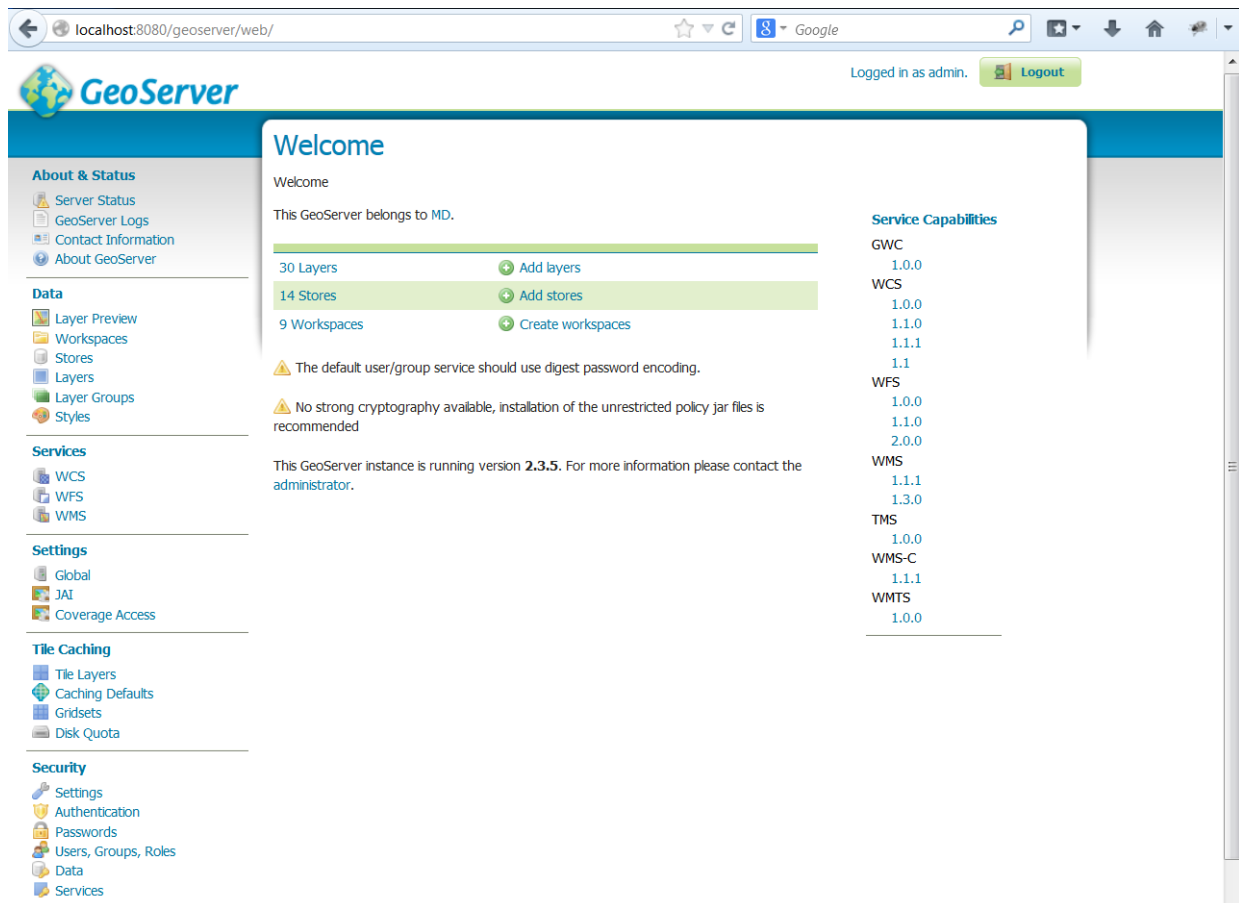 localhost:8080/geoserver/web/
Google
GeoServer
Logged in as admin.
Logout
About & Status
Server Status
GeoServer Logs
Contact Information
About GeoServer
Data
Layer Preview
Workspaces
Stores
Layers
Layer Groups
Styles
Services
WCS
WFS
WMS
Settings
Global
JAI
Coverage Access
Tile Caching
Tile Layers
Caching Defaults
Gridsets
Disk Quota
Security
Settings
Authentication
Passwords
Users, Groups, Roles
Data
Services
Welcome
Welcome
This GeoServer belongs to MD.
30 Layers Add layers
14 Stores Add stores
9 Workspaces Create workspaces
The default user/group service should use digest password encoding.
No strong cryptography available, installation of the unrestricted policy jar files is
recommended
This GeoServer instance is running version 2.3.5. For more information please contact the
administrator.
Service Capabilities
GWC
1.0.0
WCS
1.0.0
1.1.0
1.1.1
1.1
WFS
1.0.0
1.1.0
2.0.0
WMS
1.1.1
1.3.0
TMS
1.0.0
WMS-C
1.1.1
WMTS
1.0.0